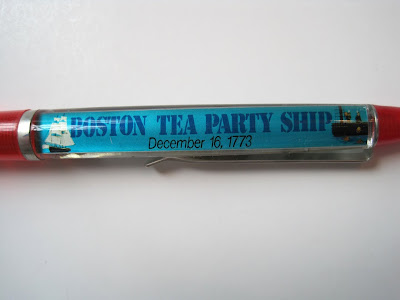 BOSTON TEA PARTY SHIP
December 16, 1773